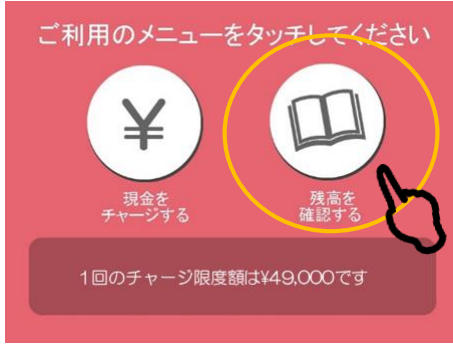 ご利用のメニューをタッチしてください
¥
現金を
チャージする
残高を
確認する
1回のチャージ限度額は¥49,000です